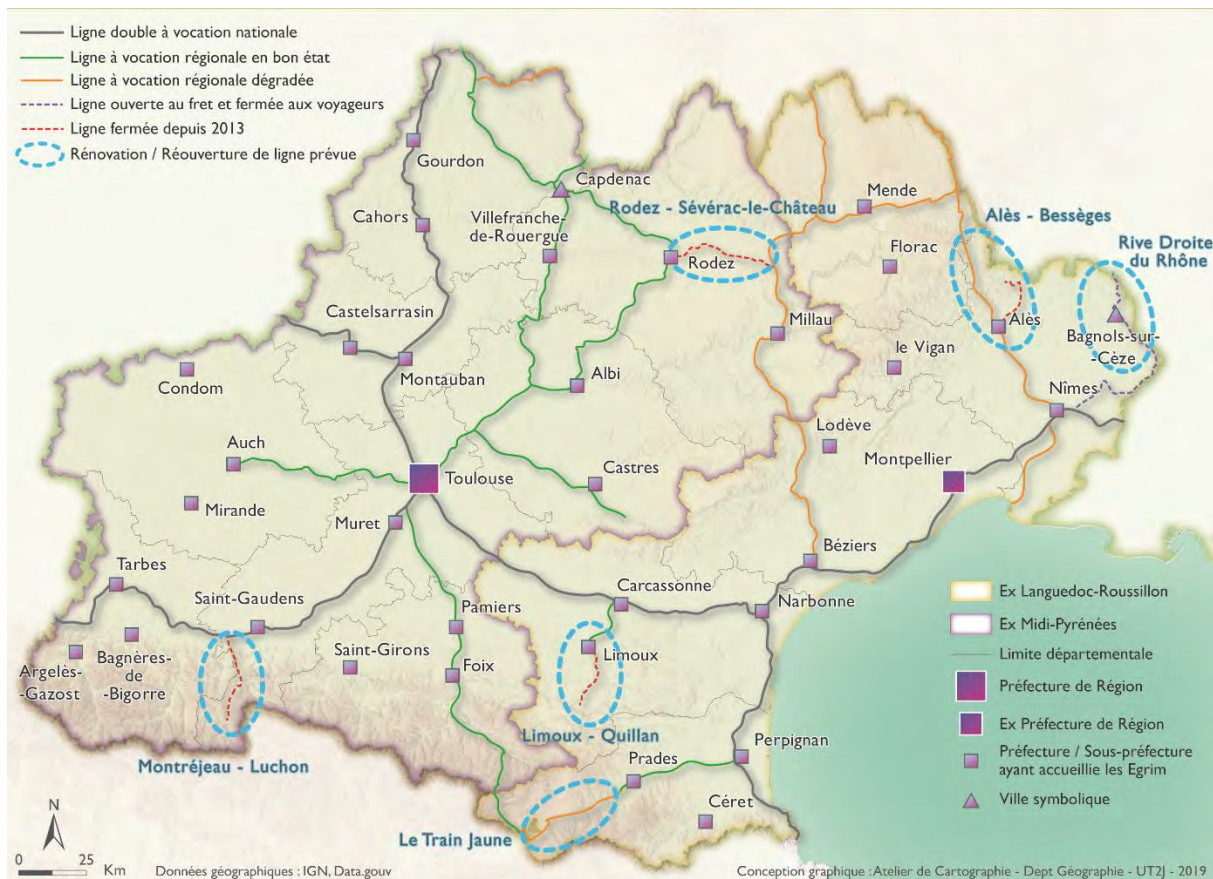 Ligne double à vocation nationale
Ligne à vocation régionale en bon état
Ligne à vocation régionale dégradée
Ligne ouverte au fret et fermée aux voyageurs
Ligne fermée depuis 2013
Rénovation / Réouverture de ligne prévue
Gourdon
Capdenac
Cahors
Villefranche-
de-Rouergue
Rodez - Sévérac-le-Château
Mende
Alès - Bessèges
Rive Droite
du Rhône
Florac
Rodez
Castelsarrasin
Millau
Alès
Bagnols-sur-
-Cèze
Condom
Montauban
Albi
le Vigan
Nîmes
Auch
Lodève
Montpellier
Toulouse
Castres
Mirande
Muret
Béziers
Tarbes
Saint-Gaudens
Pamiers
Carcassonne
Narbonne
Argelès-
-Gazost
Bagnères-
de-
-Bigorre
Saint-Girons
Foix
Limoux
Limoux - Quillan
Montréjeau - Luchon
Prades
Perpignan
Céret
Le Train Jaune
Ex Languedoc-Roussillon
Ex Midi-Pyrénées
Limite départementale
Préfecture de Région
Ex Préfecture de Région
Préfecture / Sous-préfecture
ayant accueillie les Egrim
Ville symbolique
N
0 25
Km
Données géographiques : IGN, Data.gouv
Conception graphique : Atelier de Cartographie - Dept Géographie - UT2J - 2019